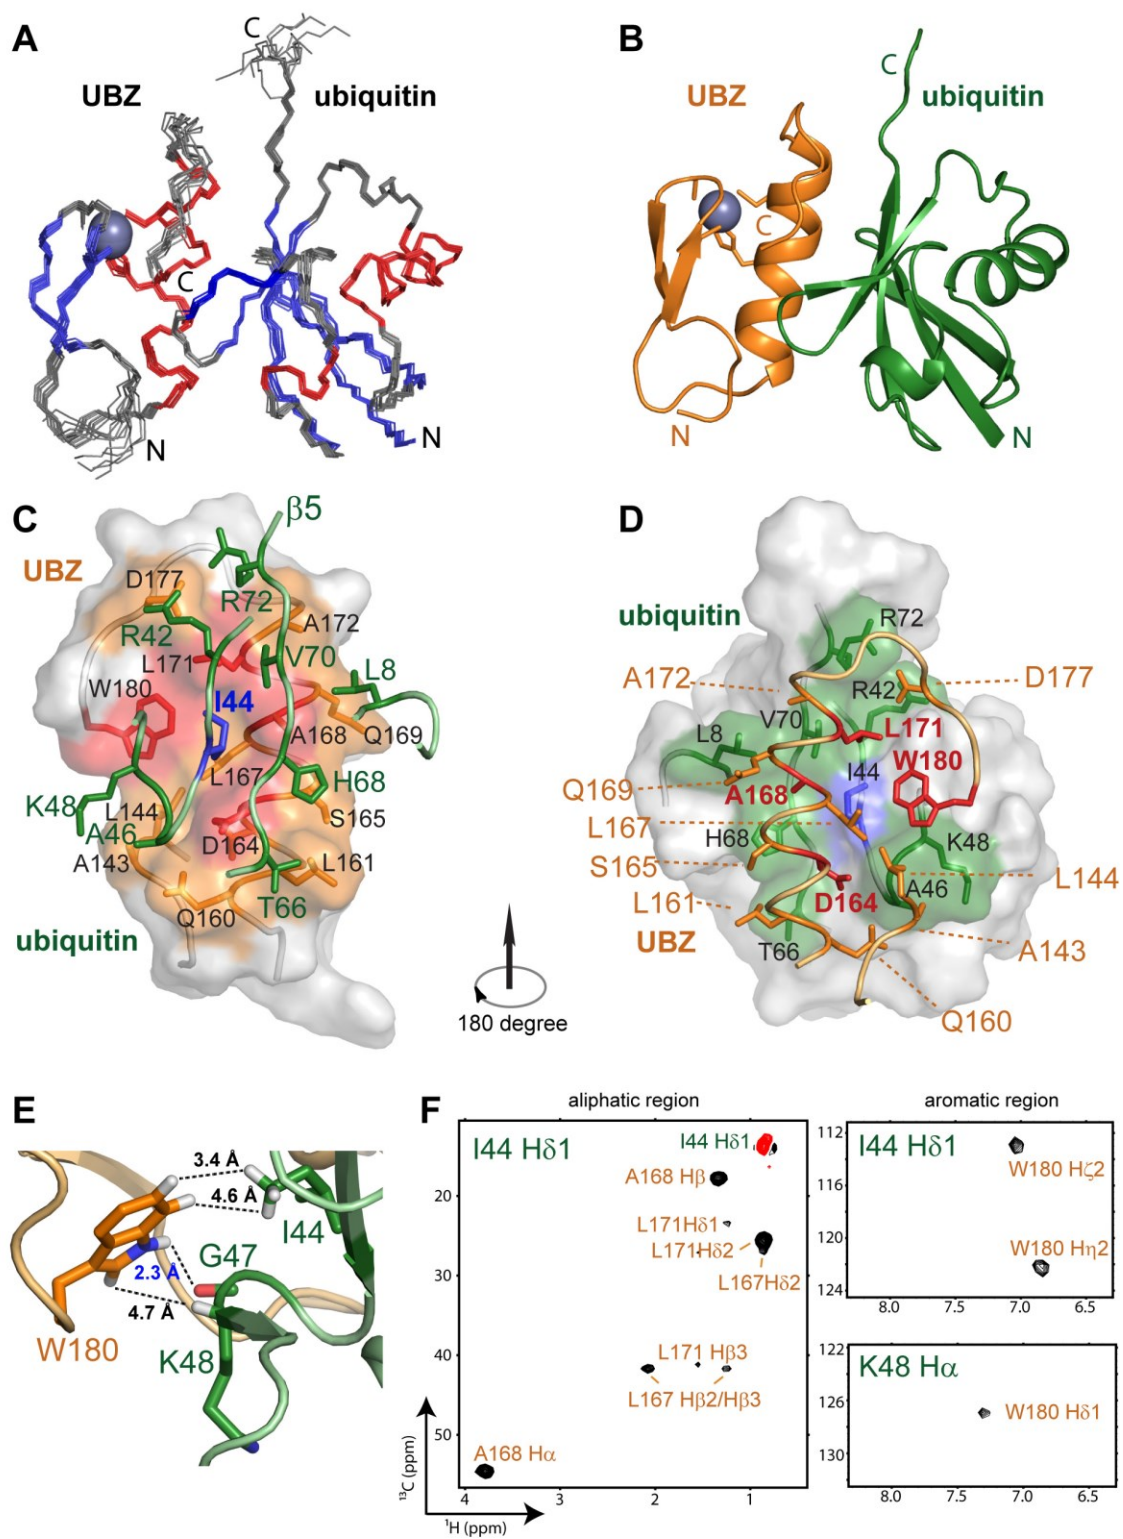 A
C
UBZ
ubiquitin
C
N
N
B
C
UBZ
ubiquitin
C
N
N
C
β5
UBZ
D177
R72
R42
A172
L171
V70
L8
W180
I44
A168
Q169
L167
K48
H68
L144
S165
A46
D164
A143
L161
Q160
T66
ubiquitin
180 degree
D
ubiquitin
R72
A172
R42
D177
V70
L171
L8
W180
I44
Q169
A168
L167
H68
K48
S165
L144
A46
L161
D164
UBZ
A143
T66
Q160
E
3.4 Å
4.6 Å
I44
G47
2.3 Å
4.7 Å
W180
K48
F
aliphatic region
aromatic region
I44 Hδ1
I44 Hδ1
A168 Hβ
L171Hδ1
L171Hδ2
L167Hδ2
L171 Hβ3
L167 Hβ2/Hβ3
A168 Hα
20
30
40
50
¹³C (ppm)
4
3
2
1
¹H (ppm)
112
I44 Hδ1
W180 Hζ2
116
120
W180 Hη2
124
8.0
7.5
7.0
6.5
122
K48 Hα
126
W180 Hδ1
130
8.0
7.5
7.0
6.5